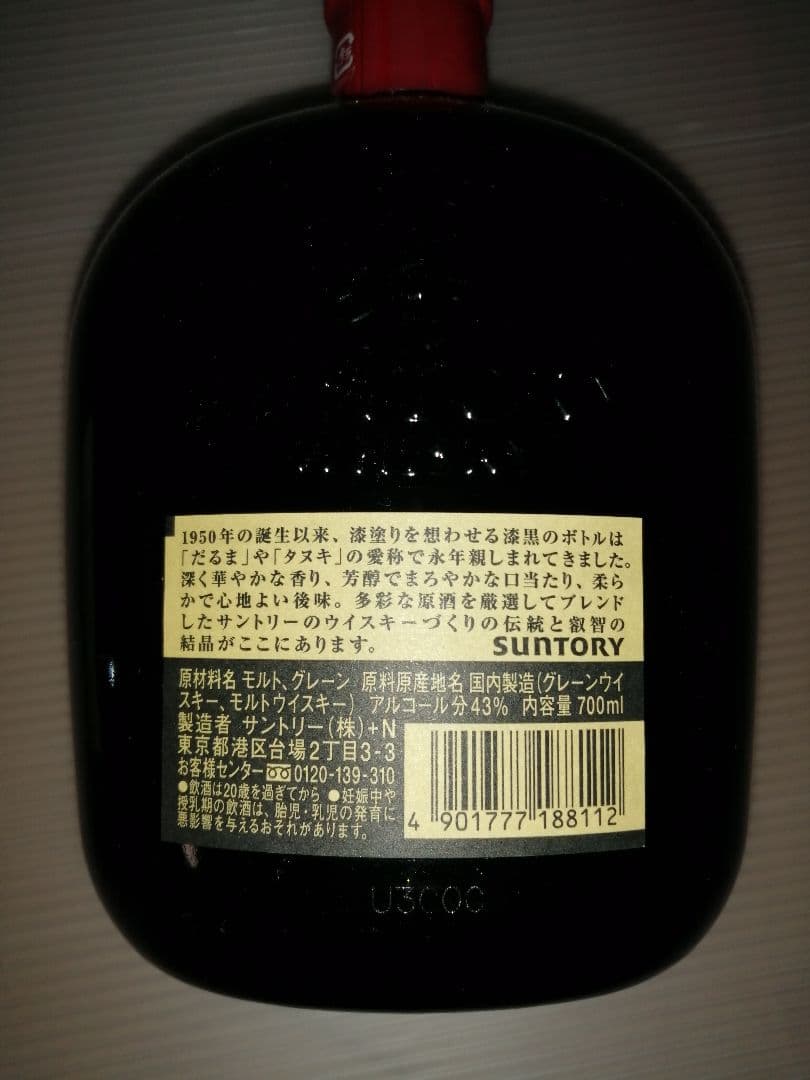 1950年の誕生以来、漆塗りを想わせる漆黒のボトルは
「だるま」や「タヌキ」の愛称で永年親しまれてきました。
深く華やかな香り、芳醇でまろやかな口当たり、柔ら
かで心地よい後味。多彩な原酒を厳選してブレンド
したサントリーのウイスキーづくりの伝統と叡智の
結晶がここにあります。
SUNTORY
原材料名 モルト、グレーン 原料原産地名 国内製造(グレーンウイ
スキー、モルトウイスキー) アルコール分43% 内容量700ml
製造者 サントリー(株)+N
東京都港区台場2丁目3-3
お客様センター 0120-139-310
●飲酒は20歳を過ぎてから ●妊娠中や
授乳期の飲酒は、胎児・乳児の発育に
悪影響を与えるおそれがあります。
4 901777 188112